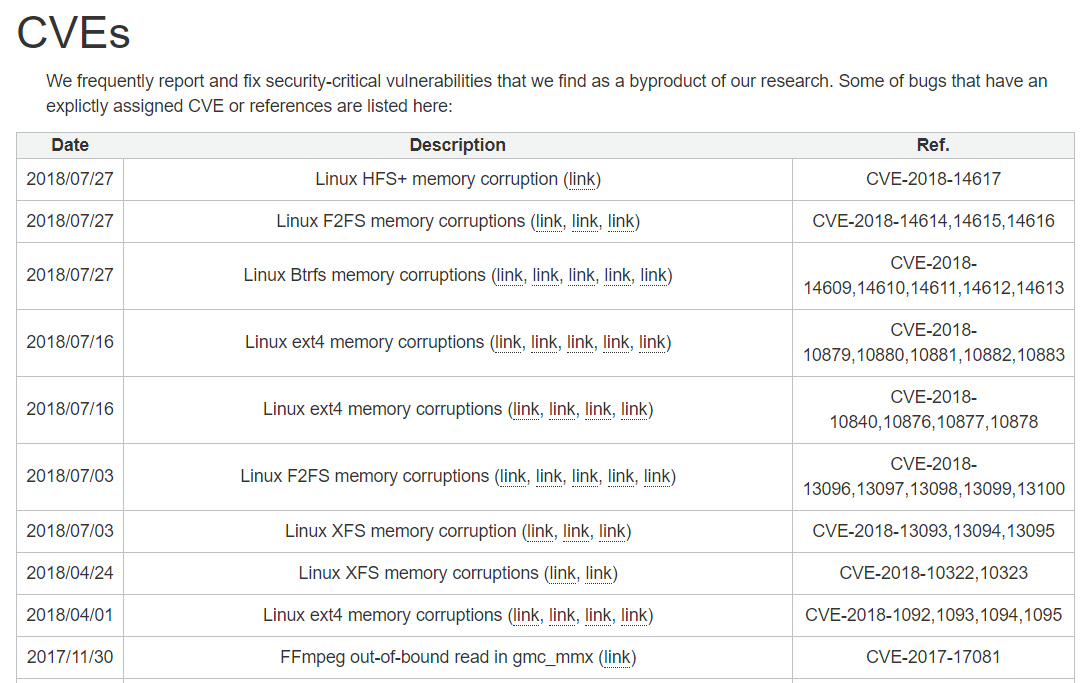 CVEs
We frequently report and fix security-critical vulnerabilities that we find as a byproduct of our research. Some of bugs that have an
explictly assigned CVE or references are listed here:
Date Description Ref.
2018/07/27 Linux HFS+ memory corruption (link) CVE-2018-14617
2018/07/27 Linux F2FS memory corruptions (link, link, link) CVE-2018-14614,14615,14616
2018/07/27 Linux Btrfs memory corruptions (link, link, link, link, link) CVE-2018-
14609,14610,14611,14612,14613
2018/07/16 Linux ext4 memory corruptions (link, link, link, link, link) CVE-2018-
10879,10880,10881,10882,10883
2018/07/16 Linux ext4 memory corruptions (link, link, link, link) CVE-2018-
10840,10876,10877,10878
2018/07/03 Linux F2FS memory corruptions (link, link, link, link, link) CVE-2018-
13096,13097,13098,13099,13100
2018/07/03 Linux XFS memory corruption (link, link, link) CVE-2018-13093,13094,13095
2018/04/24 Linux XFS memory corruptions (link, link) CVE-2018-10322,10323
2018/04/01 Linux ext4 memory corruptions (link, link, link, link) CVE-2018-1092,1093,1094,1095
2017/11/30 FFmpeg out-of-bound read in gmc_mmx (link) CVE-2017-17081